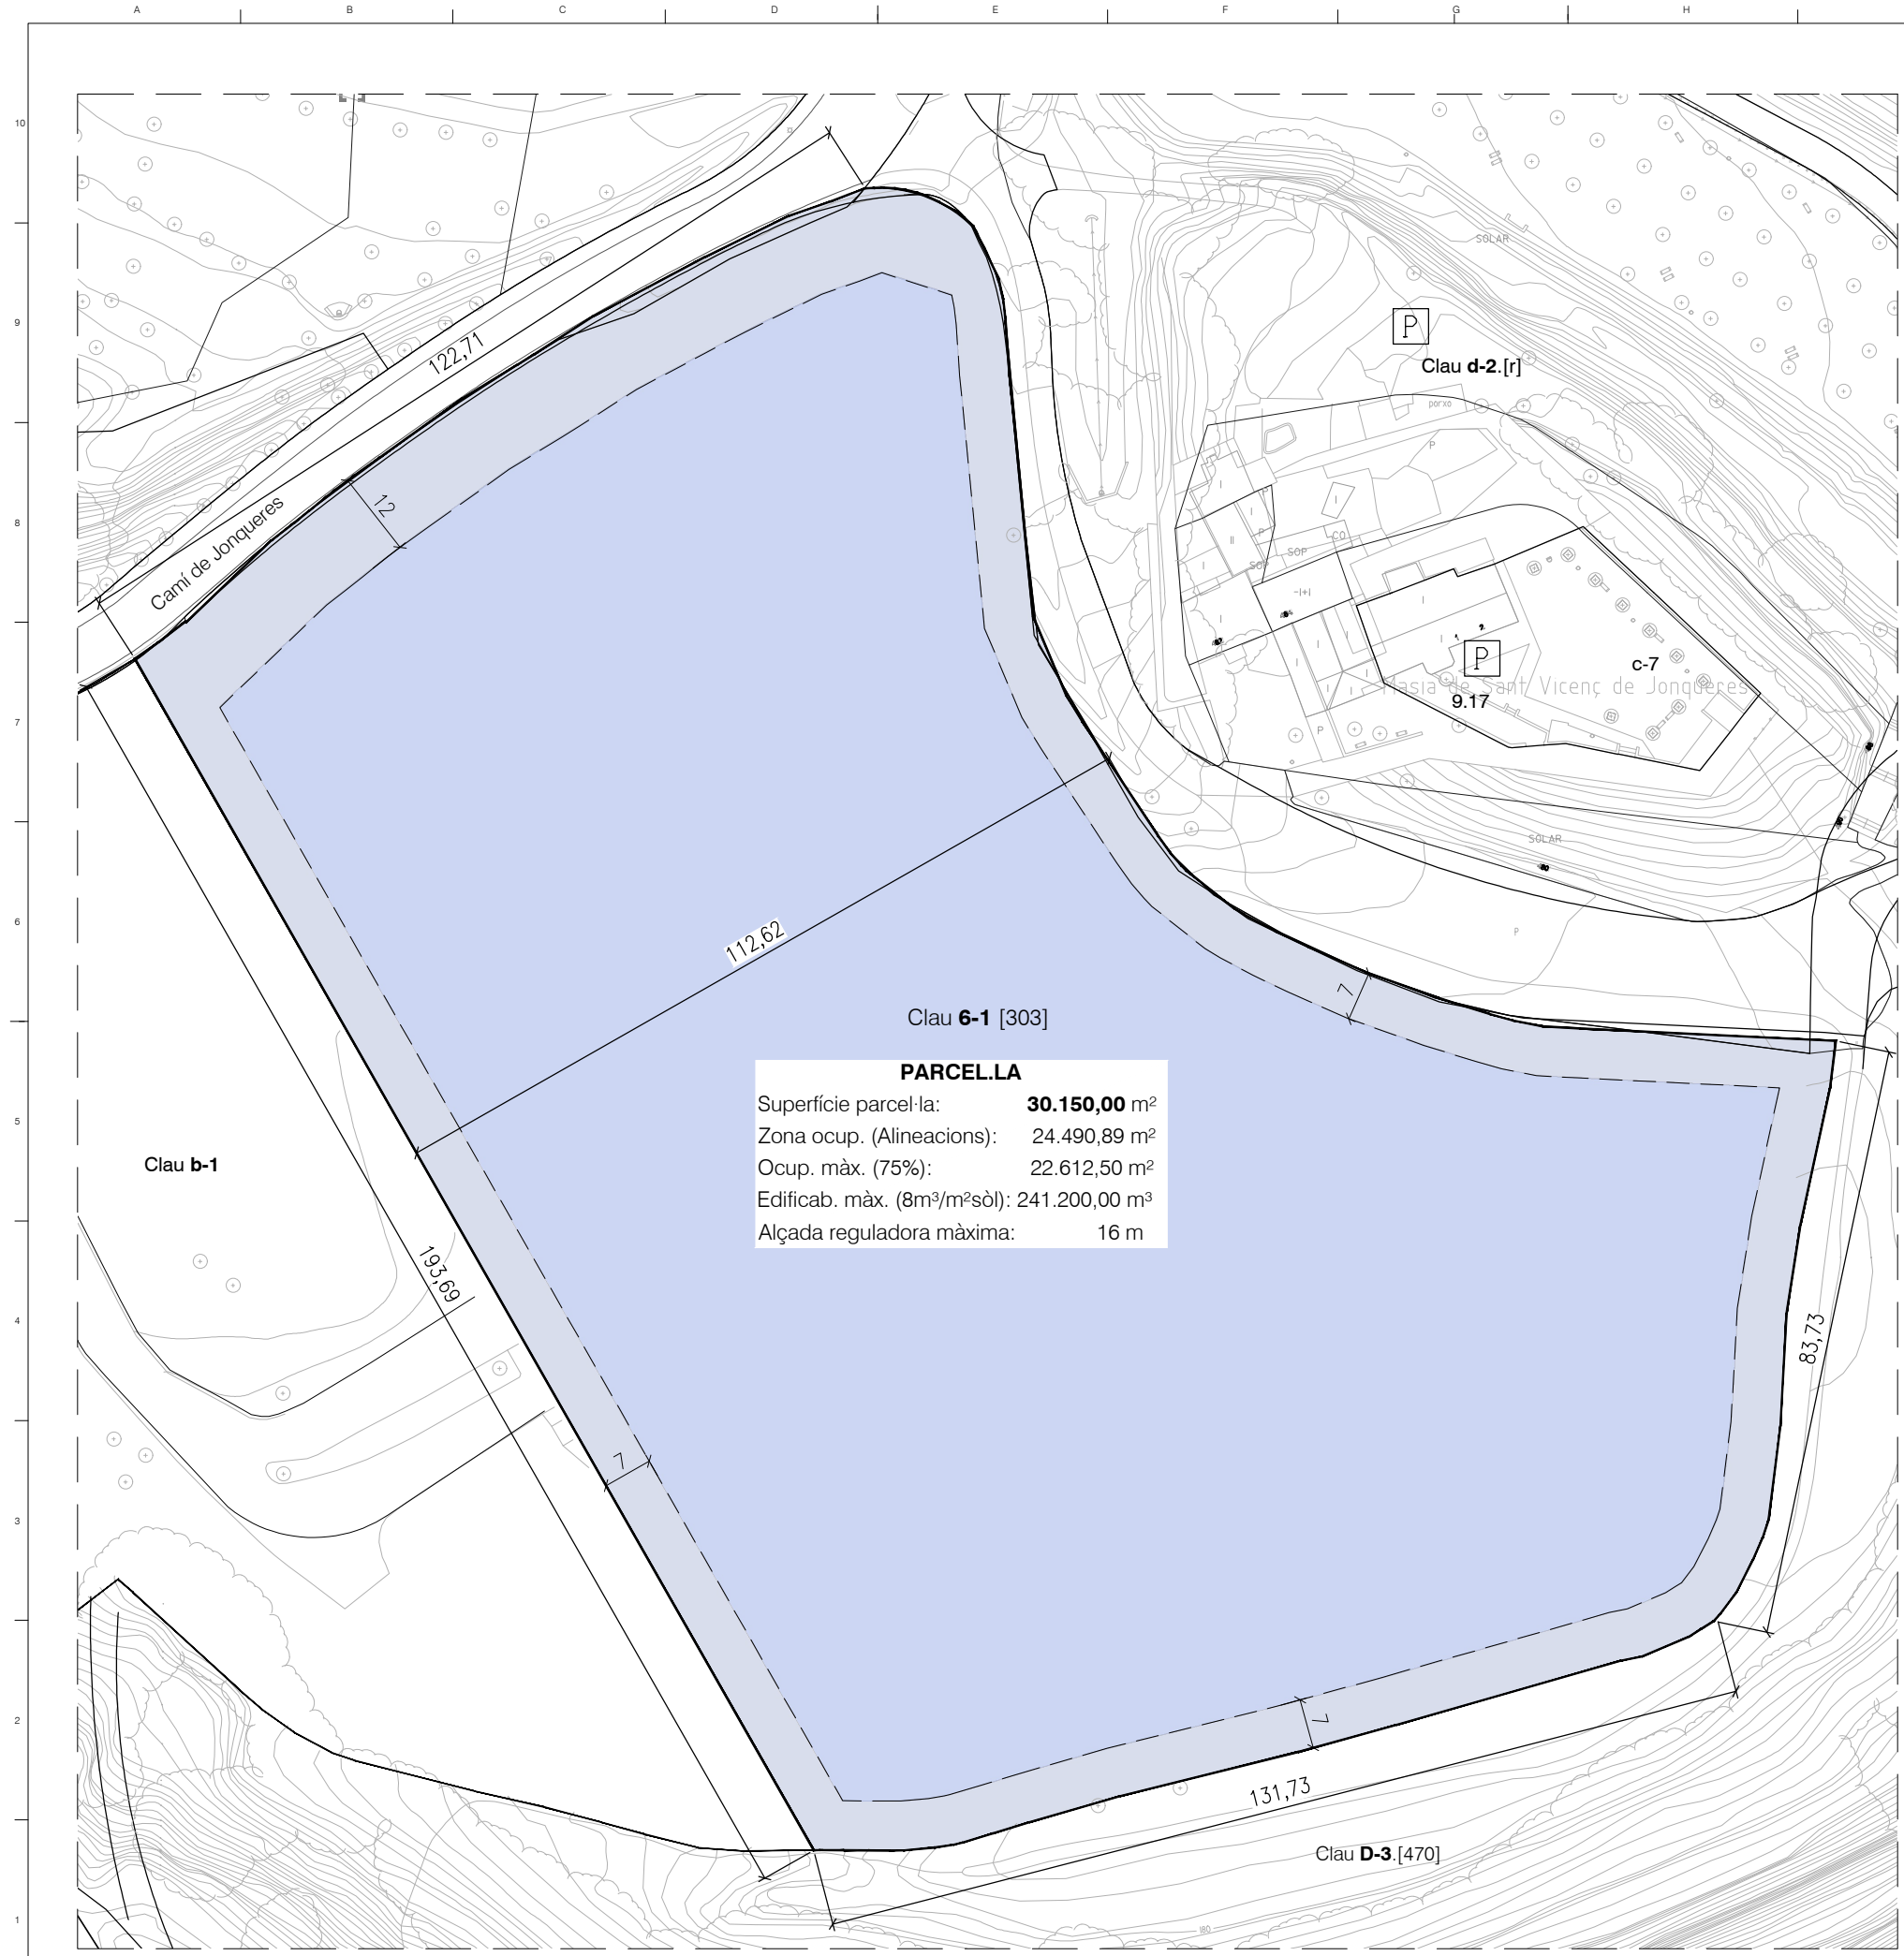 A B C D E F G H
10
9
8
7
6
5
4
3
2
1
SOLAR
P
Clau d-2.[r]
122,71
porxo
P
I
P
I
I
12
P
II
CO
SOP
I
SOP
Camí de Jonqueres
-I+I
I
I
I
I
I
P
c-7
Masia de Sant Vicenç de Jonqueres
9.17
P
SOLAR
112,62
P
7
Clau 6-1 [303]
PARCEL.LA
Superfície parcel·la: 30.150,00 m²
Zona ocup. (Alineacions): 24.490,89 m²
Ocup. màx. (75%): 22.612,50 m²
Edificab. màx. (8m³/m²sòl): 241.200,00 m³
Alçada reguladora màxima: 16 m
Clau b-1
193,69
83,73
7
7
131,73
Clau D-3.[470]
180